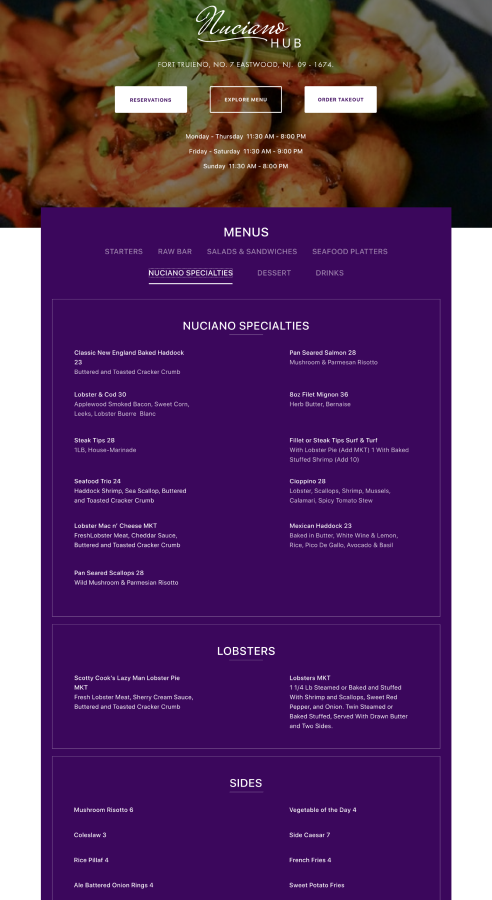 Nuciano
HUB
FORT TRUIENO, NO. 7 EASTWOOD, NJ. 09 - 1674.
RESERVATIONS
EXPLORE MENU
ORDER TAKEOUT
Monday - Thursday 11:30 AM - 8:00 PM
Friday - Saturday 11:30 AM - 9:00 PM
Sunday 11:30 AM - 8:00 PM
MENUS
STARTERS RAW BAR SALADS & SANDWICHES SEAFOOD PLATTERS
NUCIANO SPECIALTIES DESSERT DRINKS
NUCIANO SPECIALTIES
Classic New England Baked Haddock
23
Buttered and Toasted Cracker Crumb
Pan Seared Salmon 28
Mushroom & Parmesan Risotto
Lobster & Cod 30
Applewood Smoked Bacon, Sweet Corn,
Leeks, Lobster Buerre Blanc
8oz Filet Mignon 36
Herb Butter, Bernaise
Steak Tips 28
1LB, House-Marinade
Fillet or Steak Tips Surf & Turf
With Lobster Pie (Add MKT) 1 With Baked
Stuffed Shrimp (Add 10)
Seafood Trio 24
Haddock Shrimp, Sea Scallop, Buttered
and Toasted Cracker Crumb
Cioppino 28
Lobster, Scallops, Shrimp, Mussels,
Calamari, Spicy Tomato Stew
Lobster Mac n' Cheese MKT
FreshLobster Meat, Cheddar Sauce,
Buttered and Toasted Cracker Crumb
Mexican Haddock 23
Baked in Butter, White Wine & Lemon,
Rice, Pico De Gallo, Avocado & Basil
Pan Seared Scallops 28
Wild Mushroom & Parmesian Risotto
LOBSTERS
Scotty Cook's Lazy Man Lobster Pie
MKT
Fresh Lobster Meat, Sherry Cream Sauce,
Buttered and Toasted Cracker Crumb
Lobsters MKT
1 1/4 Lb Steamed or Baked and Stuffed
With Shrimp and Scallops, Sweet Red
Pepper, and Onion. Twin Steamed or
Baked Stuffed, Served With Drawn Butter
and Two Sides.
SIDES
Mushroom Risotto 6
Vegetable of the Day 4
Coleslaw 3
Side Caesar 7
Rice Pillaf 4
French Fries 4
Ale Battered Onion Rings 4
Sweet Potato Fries